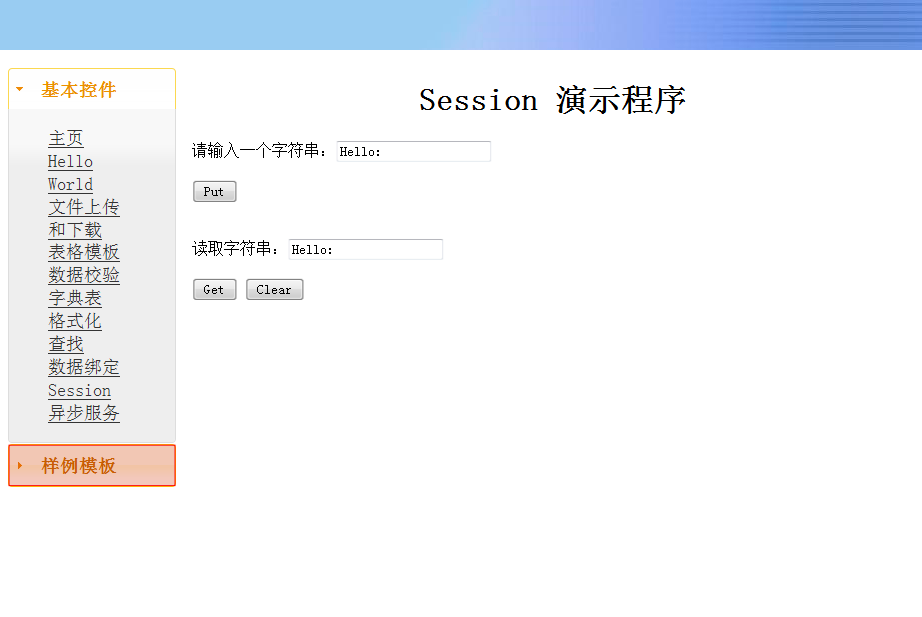 基本控件
主页
Hello
World
文件上传
和下载
表格模板
数据校验
字典表
格式化
查找
数据绑定
Session
异步服务
样例模板
Session 演示程序
请输入一个字符串： Hello:
Put
读取字符串： Hello:
Get Clear